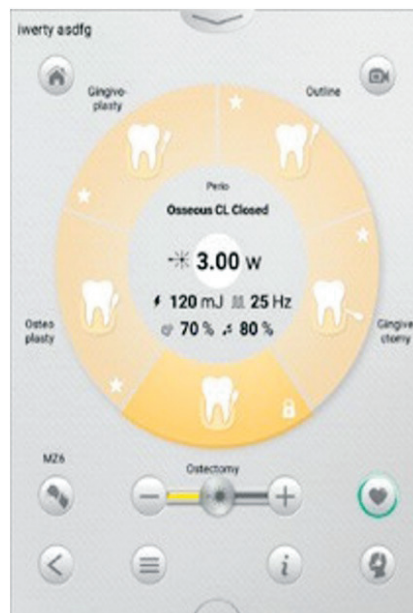 iwerty asdfg
Gingivo-
plasty
Outline
Perio
Osseous CL Closed
3.00 W
120 mJ 25 Hz
70 % 80 %
Osteo
plasty
Gingive
ctomy
MZ6
Ostectomy
i